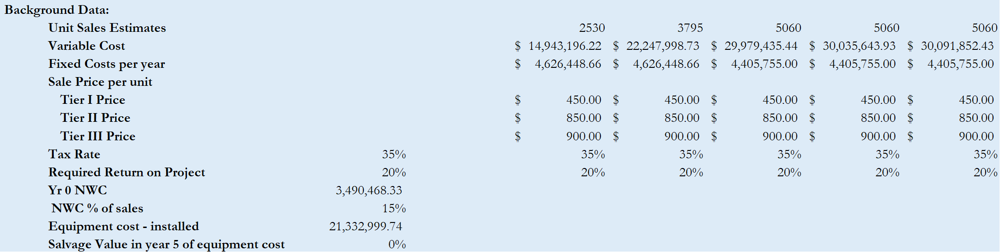 Background Data:
Unit Sales Estimates 2530 3795 5060 5060 5060
Variable Cost $ 14,943,196.22 $ 22,247,998.73 $ 29,979,435.44 $ 30,035,643.93 $ 30,091,852.43
Fixed Costs per year $ 4,626,448.66 $ 4,626,448.66 $ 4,405,755.00 $ 4,405,755.00 $ 4,405,755.00
Sale Price per unit
Tier I Price $ 450.00 $ 450.00 $ 450.00 $ 450.00 $ 450.00
Tier II Price $ 850.00 $ 850.00 $ 850.00 $ 850.00 $ 850.00
Tier III Price $ 900.00 $ 900.00 $ 900.00 $ 900.00 $ 900.00
Tax Rate 35% 35% 35% 35% 35% 35%
Required Return on Project 20% 20% 20% 20% 20% 20%
Yr 0 NWC 3,490,468.33
NWC % of sales 15%
Equipment cost - installed 21,332,999.74
Salvage Value in year 5 of equipment cost 0%